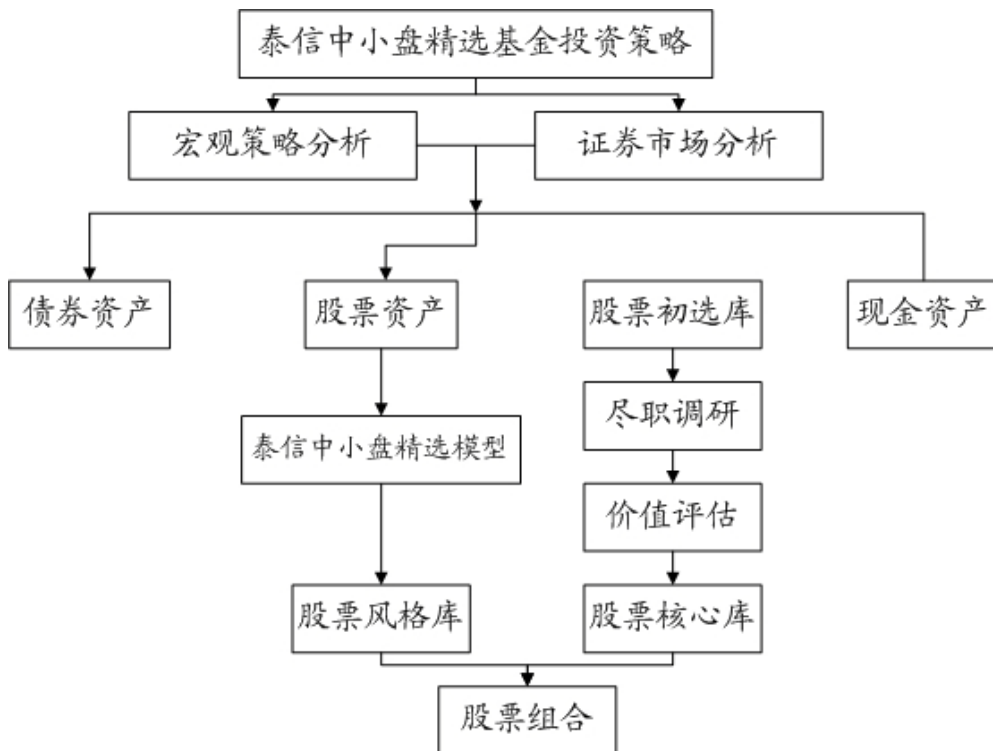 泰信中小盘精选基金投资策略
宏观策略分析
证券市场分析
债券资产
股票资产
股票初选库
现金资产
尽职调研
泰信中小盘精选模型
价值评估
股票风格库
股票核心库
股票组合